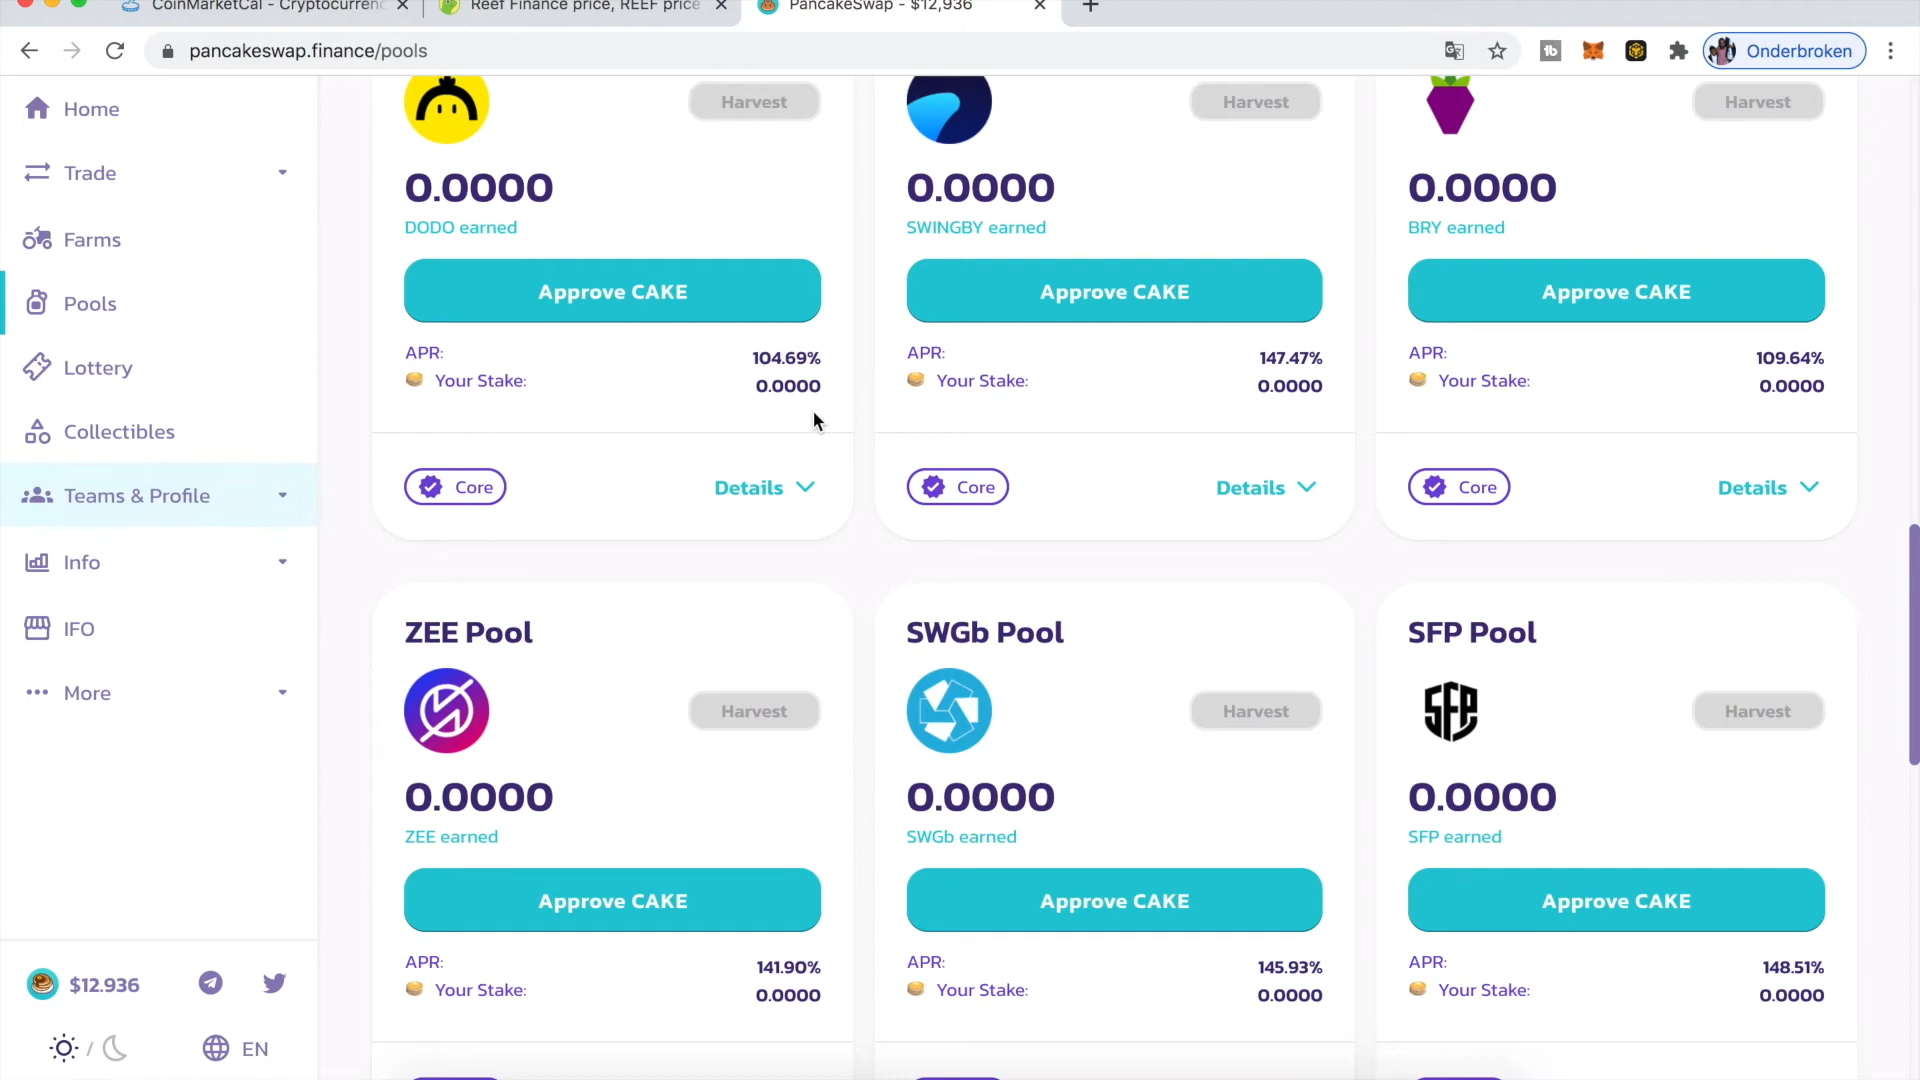 CoinMarketCal - Cryptocurrenc
Reef Finance price, REEF price
PancakeSwap - $12,936
pancakeswap.finance/pools
Onderbroken
Home
Trade
Farms
Pools
Lottery
Collectibles
Teams & Profile
Info
IFO
More
$12.936
/
EN
Harvest
0.0000
DODO earned
Approve CAKE
APR: 104.69%
Your Stake: 0.0000
Core
Details
Harvest
0.0000
SWINGBY earned
Approve CAKE
APR: 147.47%
Your Stake: 0.0000
Core
Details
Harvest
0.0000
BRY earned
Approve CAKE
APR: 109.64%
Your Stake: 0.0000
Core
Details
ZEE Pool
Harvest
0.0000
ZEE earned
Approve CAKE
APR: 141.90%
Your Stake: 0.0000
SWGb Pool
Harvest
0.0000
SWGb earned
Approve CAKE
APR: 145.93%
Your Stake: 0.0000
SFP Pool
SFP
Harvest
0.0000
SFP earned
Approve CAKE
APR: 148.51%
Your Stake: 0.0000